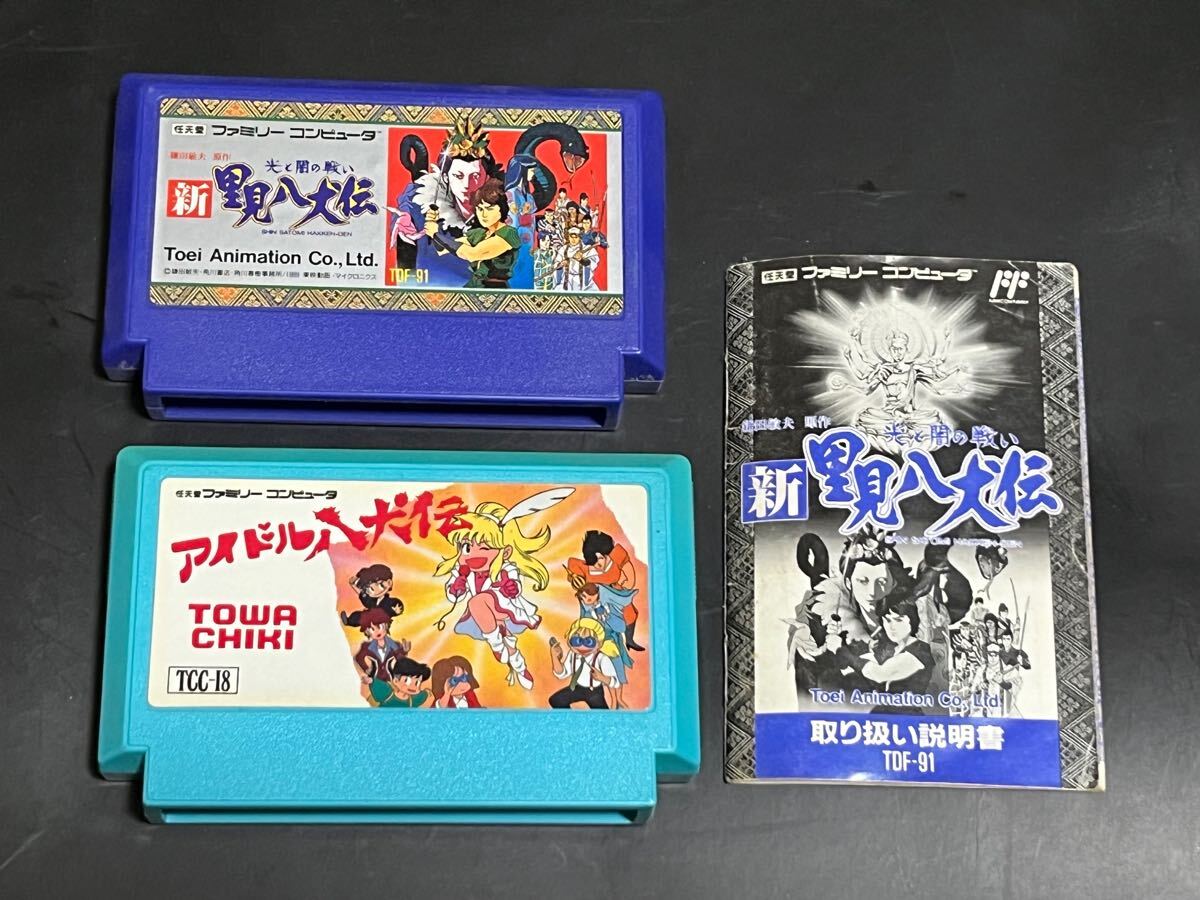 任天堂 ファミリー コンピュータ
鎌田敏夫 原作
光と闇の戦い
新 里見八犬伝
SHIN SATOMI HAKKEN-DEN
Toei Animation Co., Ltd.
TDF-91
任天堂 ファミリー コンピュータ
アイドル八犬伝
TOWA
CHIKI
TCC-18
任天堂 ファミリー コンピュータ
鎌田敏夫 原作
光と闇の戦い
新 里見八犬伝
SHIN SATOMI HAKKEN-DEN
Toei Animation Co., Ltd.
取り扱い説明書
TDF-91